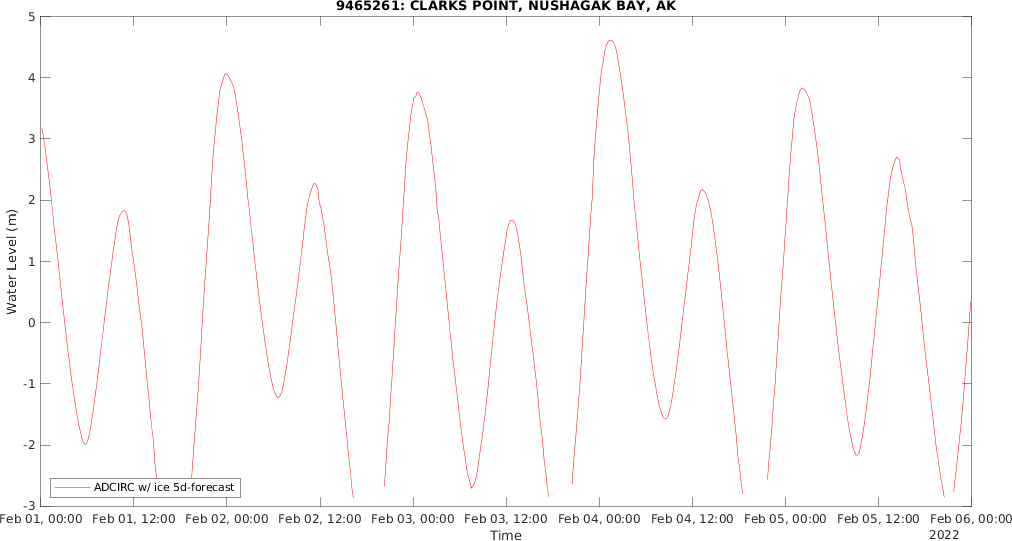 9465261: CLARKS POINT, NUSHAGAK BAY, AK
5
4
3
2
1
0
-1
-2
-3
Water Level (m)
ADCIRC w/ ice 5d-forecast
Feb 01, 00:00 Feb 01, 12:00 Feb 02, 00:00 Feb 02, 12:00 Feb 03, 00:00 Feb 03, 12:00 Feb 04, 00:00 Feb 04, 12:00 Feb 05, 00:00 Feb 05, 12:00 Feb 06, 00:00
Time
2022